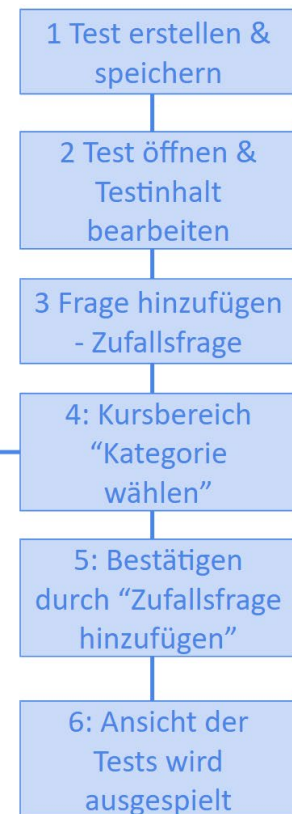 1 Test erstellen &
speichern
2 Test öffnen &
Testinhalt
bearbeiten
3 Frage hinzufügen
- Zufallsfrage
4: Kursbereich
“Kategorie
wählen”
5: Bestätigen
durch “Zufallsfrage
hinzufügen”
6: Ansicht der
Tests wird
ausgespielt